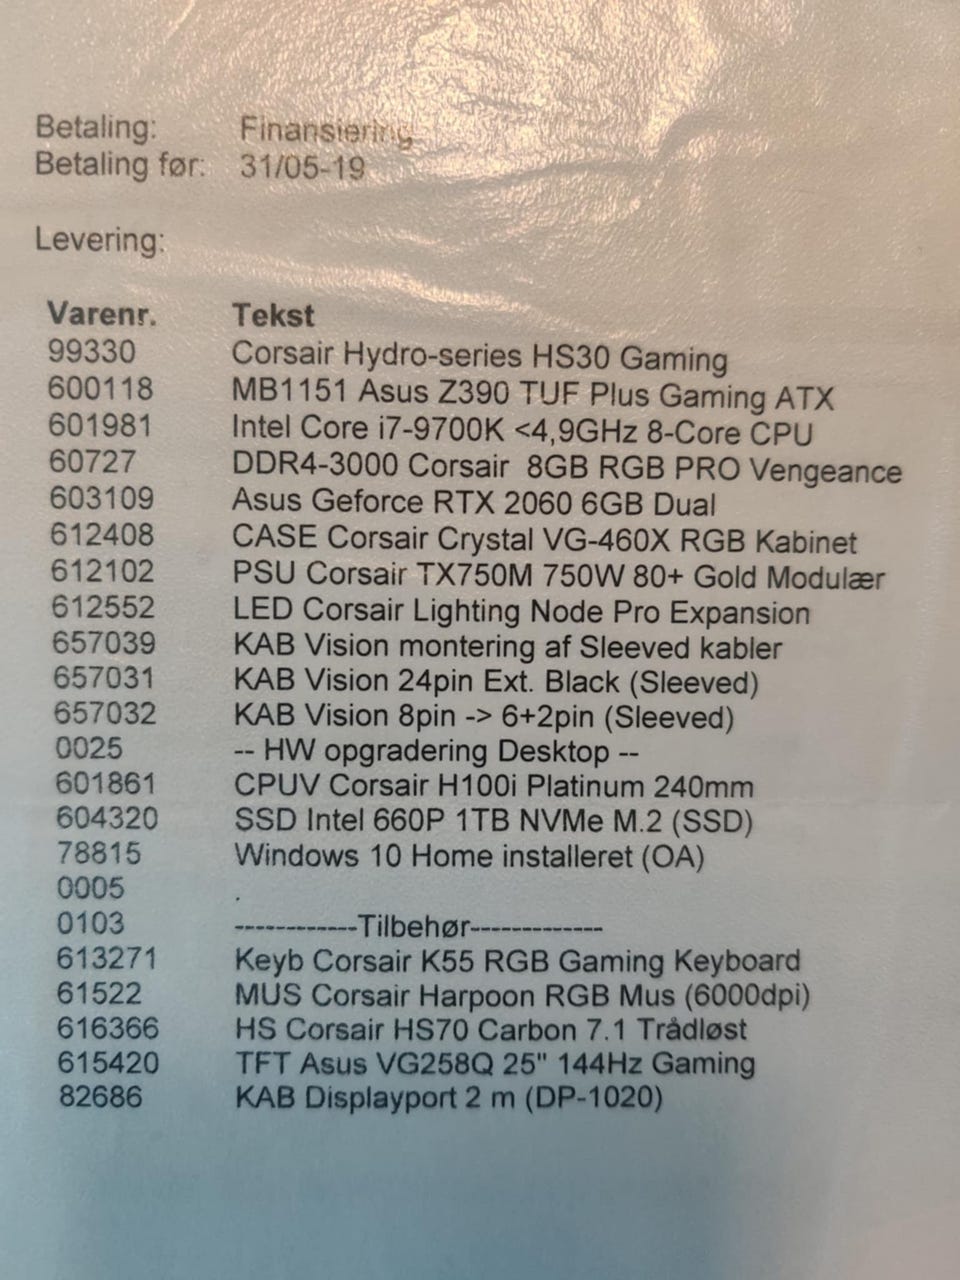 Betaling: Finansiering
Betaling før: 31/05-19
Levering:
Varenr. Tekst
99330 Corsair Hydro-series HS30 Gaming
600118 MB1151 Asus Z390 TUF Plus Gaming ATX
601981 Intel Core i7-9700K <4,9GHz 8-Core CPU
60727 DDR4-3000 Corsair 8GB RGB PRO Vengeance
603109 Asus Geforce RTX 2060 6GB Dual
612408 CASE Corsair Crystal VG-460X RGB Kabinet
612102 PSU Corsair TX750M 750W 80+ Gold Modulær
612552 LED Corsair Lighting Node Pro Expansion
657039 KAB Vision montering af Sleeved kabler
657031 KAB Vision 24pin Ext. Black (Sleeved)
657032 KAB Vision 8pin -> 6+2pin (Sleeved)
0025 -- HW opgradering Desktop --
601861 CPUV Corsair H100i Platinum 240mm
604320 SSD Intel 660P 1TB NVMe M.2 (SSD)
78815 Windows 10 Home installeret (OA)
0005 .
0103 ------------Tilbehør-------------
613271 Keyb Corsair K55 RGB Gaming Keyboard
61522 MUS Corsair Harpoon RGB Mus (6000dpi)
616366 HS Corsair HS70 Carbon 7.1 Trådløst
615420 TFT Asus VG258Q 25" 144Hz Gaming
82686 KAB Displayport 2 m (DP-1020)